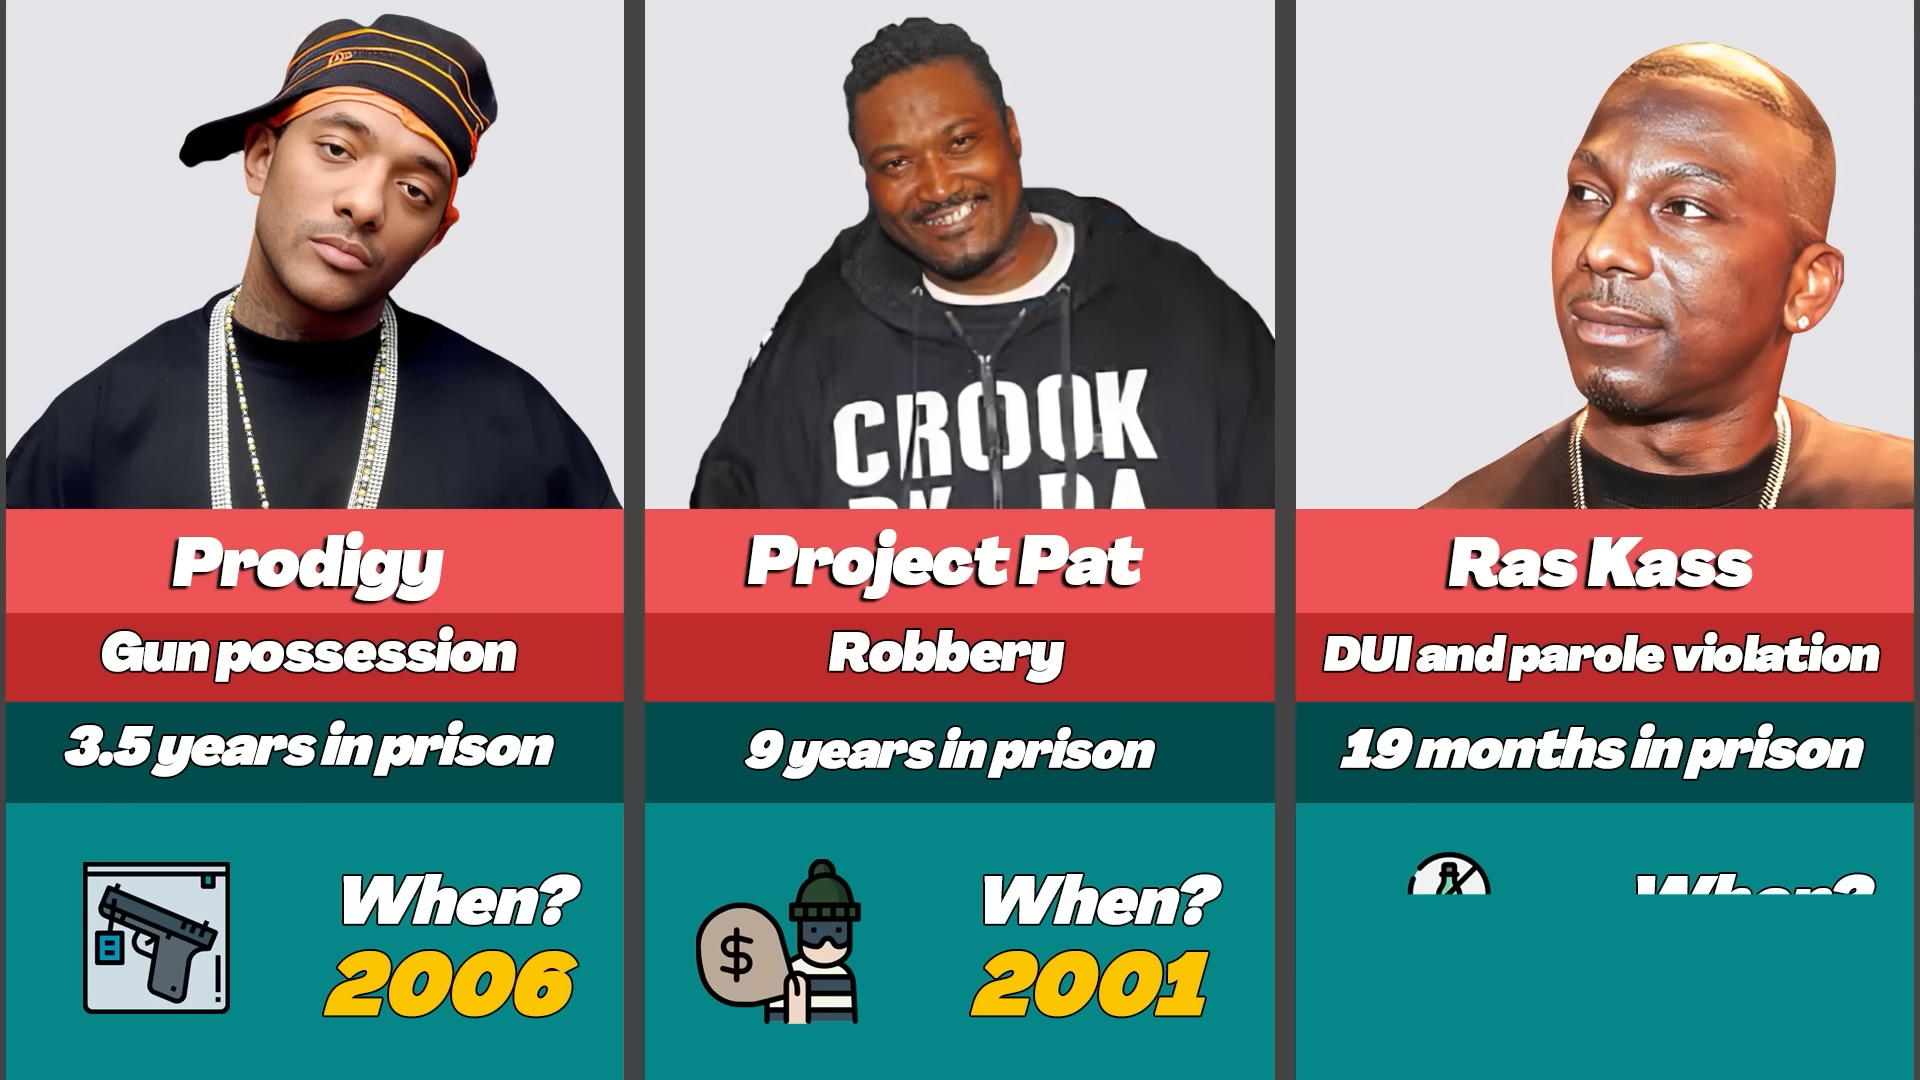 CROOK
Prodigy
Gun possession
3.5 years in prison
When?
2006
Project Pat
Robbery
9 years in prison
$
When?
2001
Ras Kass
DUI and parole violation
19 months in prison
When?